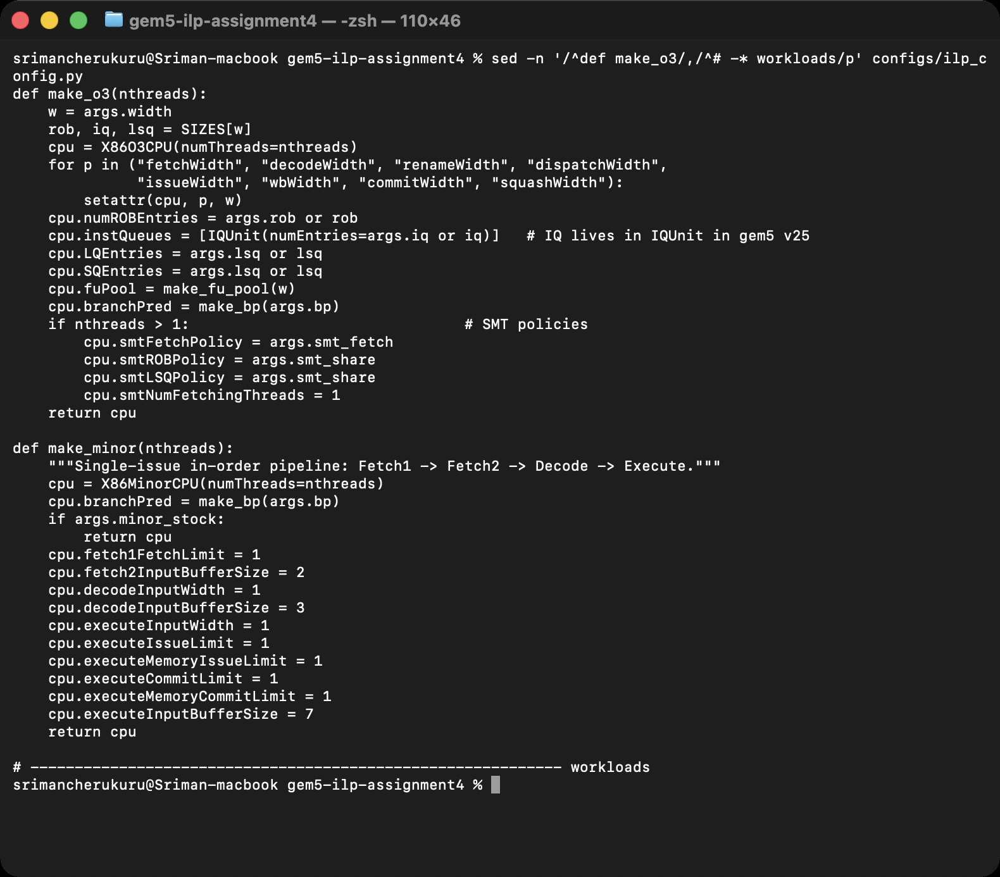 gem5-ilp-assignment4 — -zsh — 110×46
srimancherukuru@Sriman-macbook gem5-ilp-assignment4 % sed -n '/^def make_o3/,/^# -* workloads/p' configs/ilp_c
onfig.py
def make_o3(nthreads):
    w = args.width
    rob, iq, lsq = SIZES[w]
    cpu = X86O3CPU(numThreads=nthreads)
    for p in ("fetchWidth", "decodeWidth", "renameWidth", "dispatchWidth",
              "issueWidth", "wbWidth", "commitWidth", "squashWidth"):
        setattr(cpu, p, w)
    cpu.numROBEntries = args.rob or rob
    cpu.instQueues = [IQUnit(numEntries=args.iq or iq)]   # IQ lives in IQUnit in gem5 v25
    cpu.LQEntries = args.lsq or lsq
    cpu.SQEntries = args.lsq or lsq
    cpu.fuPool = make_fu_pool(w)
    cpu.branchPred = make_bp(args.bp)
    if nthreads > 1:                               # SMT policies
        cpu.smtFetchPolicy = args.smt_fetch
        cpu.smtROBPolicy = args.smt_share
        cpu.smtLSQPolicy = args.smt_share
        cpu.smtNumFetchingThreads = 1
    return cpu

def make_minor(nthreads):
    """Single-issue in-order pipeline: Fetch1 -> Fetch2 -> Decode -> Execute."""
    cpu = X86MinorCPU(numThreads=nthreads)
    cpu.branchPred = make_bp(args.bp)
    if args.minor_stock:
        return cpu
    cpu.fetch1FetchLimit = 1
    cpu.fetch2InputBufferSize = 2
    cpu.decodeInputWidth = 1
    cpu.decodeInputBufferSize = 3
    cpu.executeInputWidth = 1
    cpu.executeIssueLimit = 1
    cpu.executeMemoryIssueLimit = 1
    cpu.executeCommitLimit = 1
    cpu.executeMemoryCommitLimit = 1
    cpu.executeInputBufferSize = 7
    return cpu

# ------------------------------------------------------------ workloads
srimancherukuru@Sriman-macbook gem5-ilp-assignment4 %